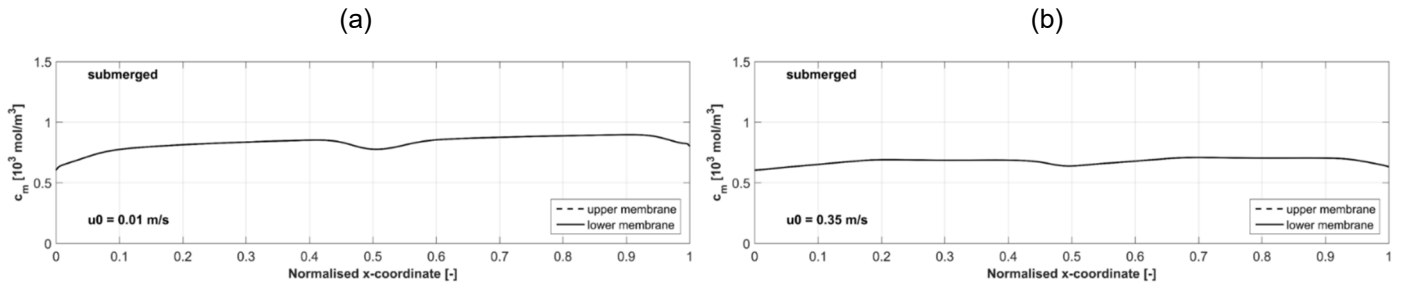 (a)
1.5
submerged
1
c_m [10^3 mol/m^3]
0.5
u0 = 0.01 m/s
upper membrane
lower membrane
0
0 0.1 0.2 0.3 0.4 0.5 0.6 0.7 0.8 0.9 1
Normalised x-coordinate [-]
(b)
1.5
submerged
1
c_m [10^3 mol/m^3]
0.5
u0 = 0.35 m/s
upper membrane
lower membrane
0
0 0.1 0.2 0.3 0.4 0.5 0.6 0.7 0.8 0.9 1
Normalised x-coordinate [-]